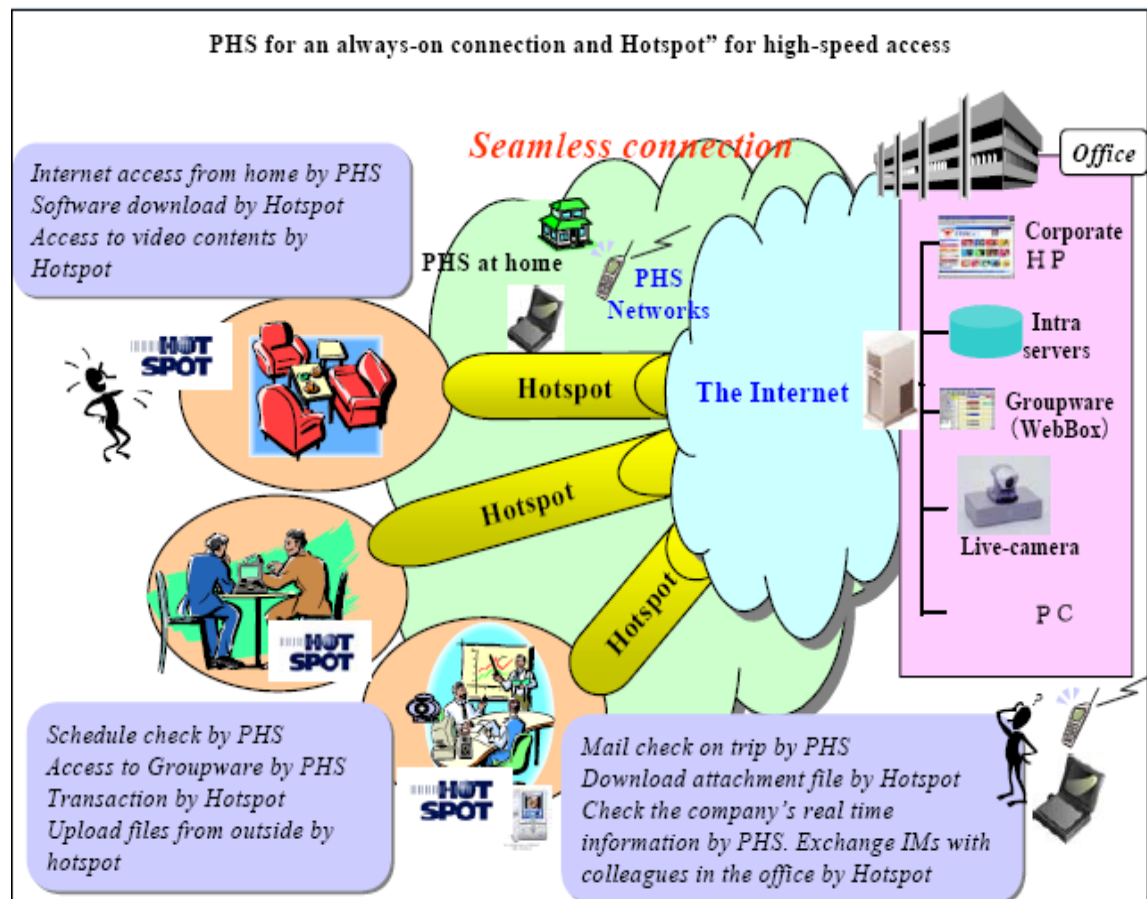 PHS for an always-on connection and Hotspot” for high-speed access
Seamless connection
Office
Internet access from home by PHS
Software download by Hotspot
Access to video contents by
Hotspot
PHS at home
PHS
Networks
HOT
SPOT
Hotspot
The Internet
Hotspot
Hotspot
Corporate
ＨＰ
Intra
servers
Groupware
（WebBox）
Live-camera
ＰＣ
HOT
SPOT
HOT
SPOT
Schedule check by PHS
Access to Groupware by PHS
Transaction by Hotspot
Upload files from outside by
hotspot
?
Mail check on trip by PHS
Download attachment file by Hotspot
Check the company’s real time
information by PHS. Exchange IMs with
colleagues in the office by Hotspot